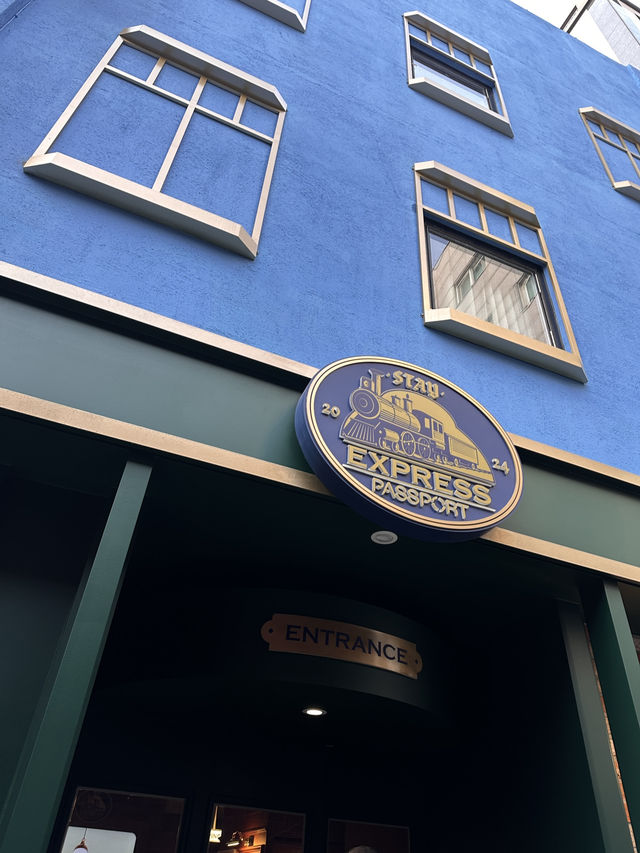 STAY
20 24
EXPRESS
PASSPORT
ENTRANCE